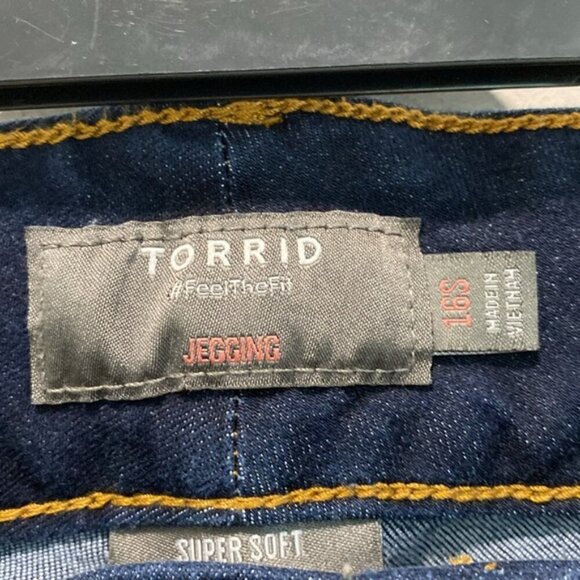 TORRID
#FeelTheFit
JEGGING
16S
MADE IN
VIETNAM
SUPER SOFT